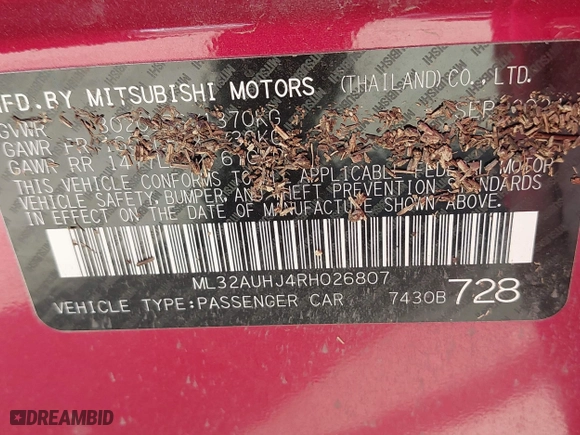 MFD.BY MITSUBISHI MOTORS (THAILAND)CO.,LTD.
GVWR 1370KG
GAWR
GAWR RR
THIS VEHICLE CONFORMS TO ALL APPLICABLE FEDERAL MOTOR
VEHICLE SAFETY, BUMPER, AND THEFT PREVENTION STANDARDS
IN EFFECT ON THE DATE OF MANUFACTURE SHOWN ABOVE.
ML32AUHJ4RH026807
VEHICLE TYPE:PASSENGER CAR 7430B 728
DREAMBID